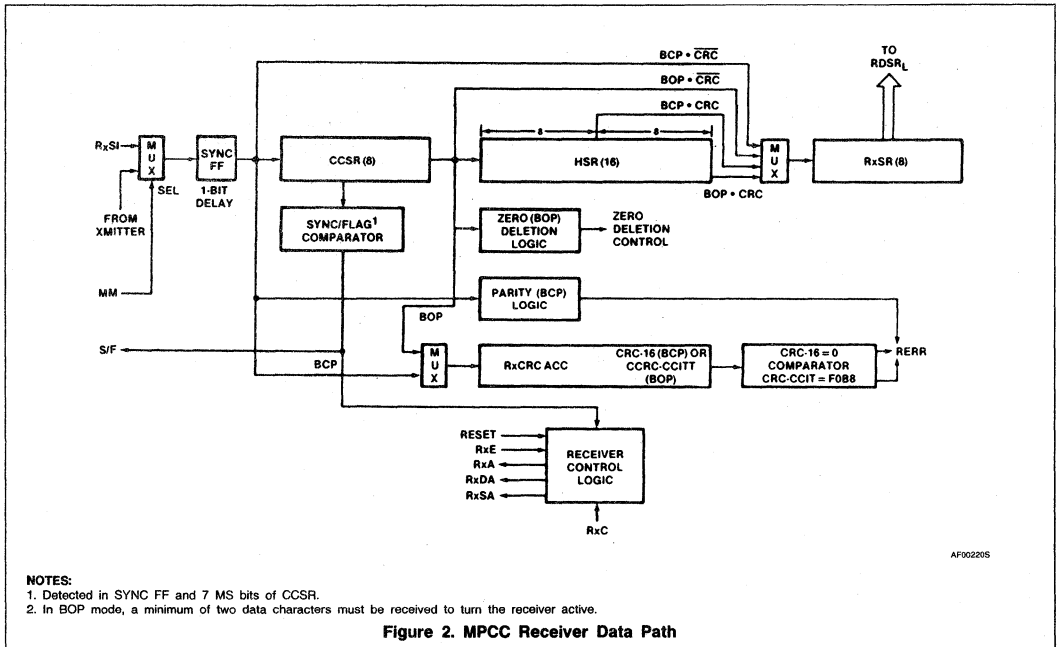 BCP • CRC
BOP • CRC
BCP • CRC
TO
RDSRL
8
8
RxSI
MUX
SEL
SYNC
FF
1-BIT
DELAY
CCSR (8)
HSR (16)
MUX
RxSR (8)
BOP • CRC
FROM
XMITTER
SYNC/FLAG1
COMPARATOR
ZERO (BOP)
DELETION
LOGIC
ZERO
DELETION
CONTROL
MM
PARITY (BCP)
LOGIC
BOP
S/F
BCP
MUX
RxCRC ACC
CRC-16 (BCP) OR
CCRC-CCITT
(BOP)
CRC-16 = 0
COMPARATOR
CRC-CCIT = F0B8
RERR
RESET
RxE
RxA
RxDA
RxSA
RECEIVER
CONTROL
LOGIC
RxC
AF00220S
NOTES:
1. Detected in SYNC FF and 7 MS bits of CCSR.
2. In BOP mode, a minimum of two data characters must be received to turn the receiver active.
Figure 2. MPCC Receiver Data Path